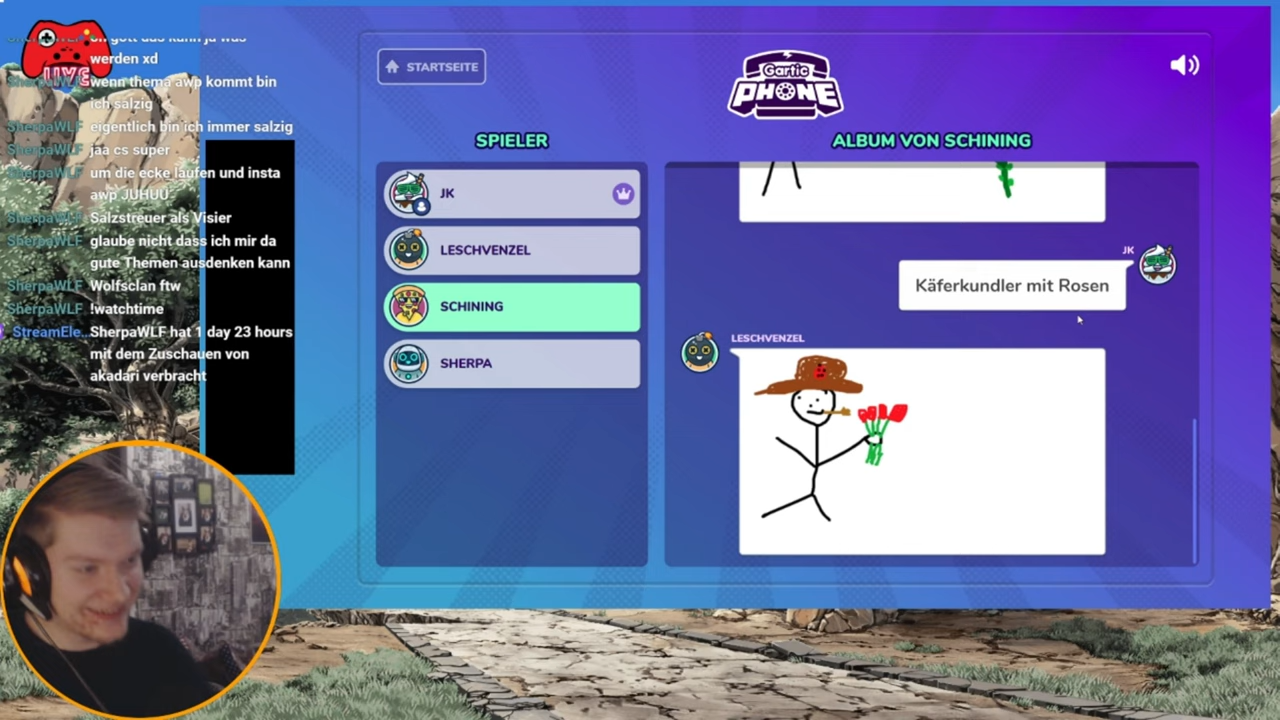 LIVE
SherpaWLF oh gott das kann ja was
werden xd
SherpaWLF wenn thema awp kommt bin
ich salzig
SherpaWLF eigentlich bin ich immer salzig
SherpaWLF jaa cs super
SherpaWLF um die ecke laufen und insta
awp JUHUU
SherpaWLF Salzstreuer als Visier
SherpaWLF glaube nicht dass ich mir da
gute Themen ausdenken kann
SherpaWLF Wolfsclan ftw
SherpaWLF !watchtime
StreamEle... SherpaWLF hat 1 day 23 hours
mit dem Zuschauen von
akadari verbracht
STARTSEITE
Gartic
PHONE
SPIELER
JK
LESCHVENZEL
SCHINING
SHERPA
ALBUM VON SCHINING
JK
Käferkundler mit Rosen
LESCHVENZEL